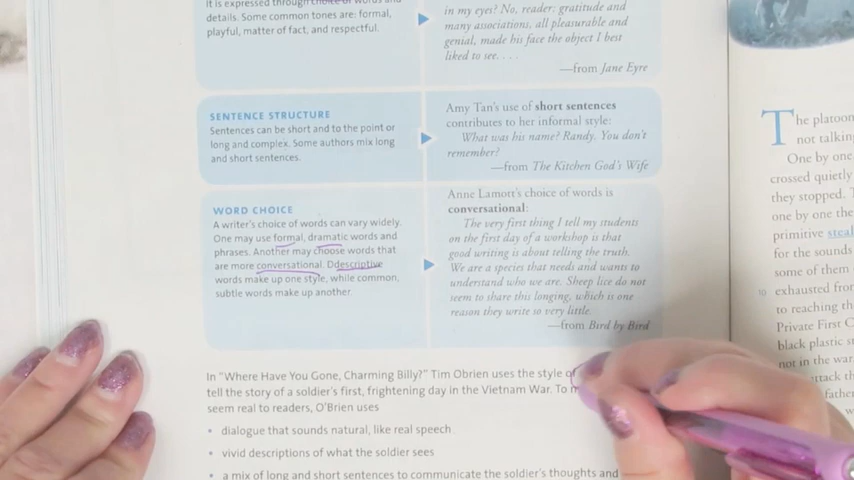 It is expressed through choice of words and
details. Some common tones are: formal,
playful, matter of fact, and respectful.
in my eyes? No, reader: gratitude and
many associations, all pleasurable and
genial, made his face the object I best
liked to see. . . .
—from Jane Eyre
SENTENCE STRUCTURE
Sentences can be short and to the point or
long and complex. Some authors mix long
and short sentences.
Amy Tan's use of short sentences
contributes to her informal style:
What was his name? Randy. You don't
remember?
—from The Kitchen God's Wife
WORD CHOICE
A writer's choice of words can vary widely.
One may use formal, dramatic words and
phrases. Another may choose words that
are more conversational. Ddescriptive
words make up one style, while common,
subtle words make up another.
Anne Lamott's choice of words is
conversational:
The very first thing I tell my students
on the first day of a workshop is that
good writing is about telling the truth.
We are a species that needs and wants to
understand who we are. Sheep lice do not
seem to share this longing, which is one
reason they write so very little.
—from Bird by Bird
In "Where Have You Gone, Charming Billy?" Tim Obrien uses the style of
tell the story of a soldier's first, frightening day in the Vietnam War. To
seem real to readers, O'Brien uses
• dialogue that sounds natural, like real speech
• vivid descriptions of what the soldier sees
• a mix of long and short sentences to communicate the soldier's thoughts and
The platoon
not talking
One by one
crossed quietly
they stopped.
one by one the
primitive
for the sounds
some of them
10 exhausted from
to reaching the
Private First C
black plastic
not in the war
attack th
father